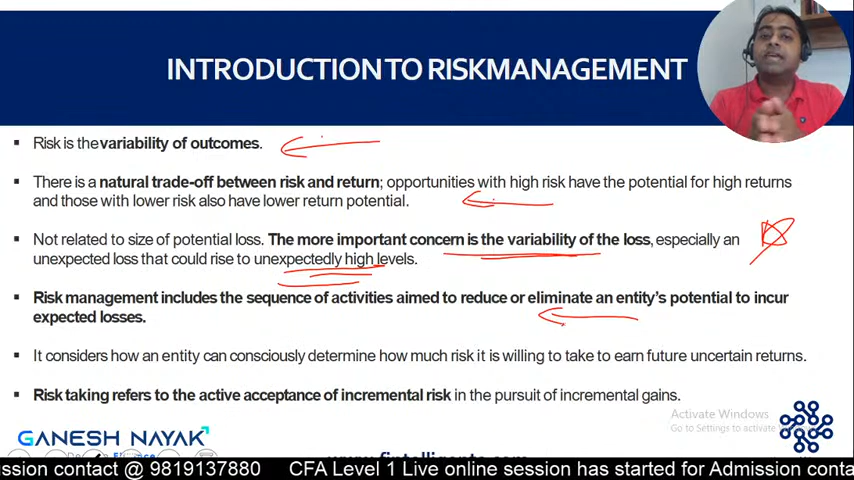 INTRODUCTION TO RISKMANAGEMENT
▪ Risk is the variability of outcomes.
▪ There is a natural trade-off between risk and return; opportunities with high risk have the potential for high returns
and those with lower risk also have lower return potential.
▪ Not related to size of potential loss. The more important concern is the variability of the loss, especially an
unexpected loss that could rise to unexpectedly high levels.
▪ Risk management includes the sequence of activities aimed to reduce or eliminate an entity's potential to incur
expected losses.
▪ It considers how an entity can consciously determine how much risk it is willing to take to earn future uncertain returns.
▪ Risk taking refers to the active acceptance of incremental risk in the pursuit of incremental gains.
Activate Windows
Go to Settings to activate
GANESH NAYAK
ssion contact @ 9819137880 CFA Level 1 Live online session has started for Admission conta